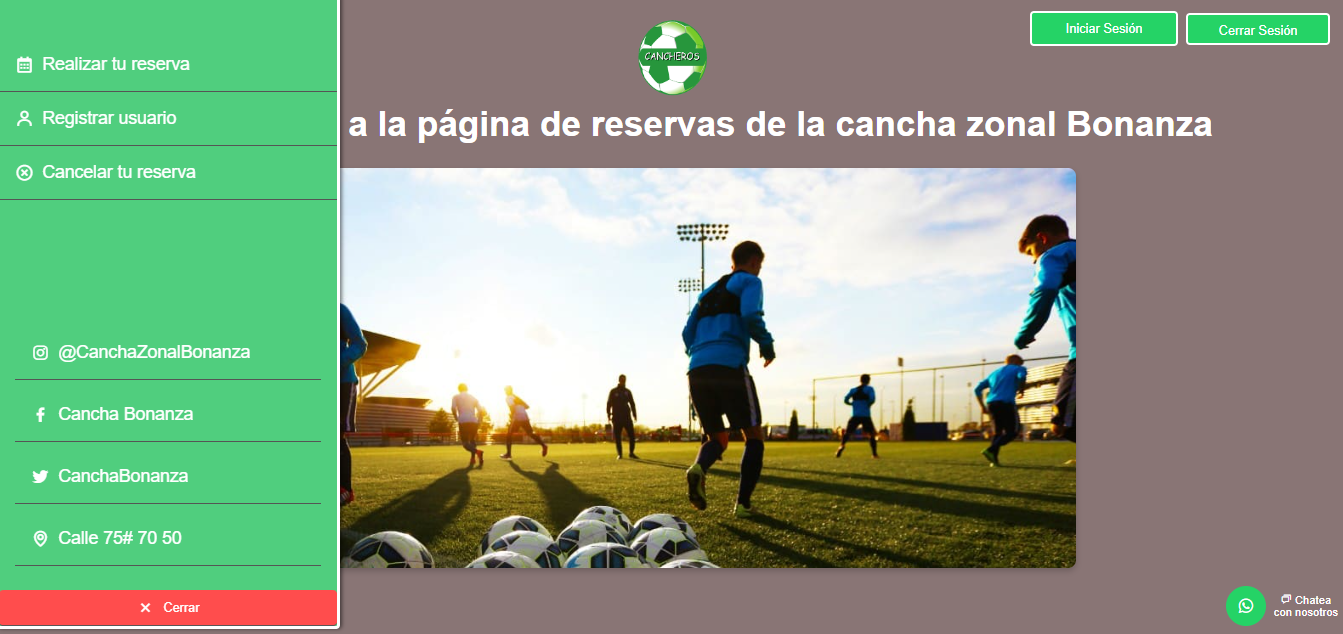 Realizar tu reserva
Registrar usuario
Cancelar tu reserva
@CanchaZonalBonanza
Cancha Bonanza
CanchaBonanza
Calle 75# 70 50
Cerrar
CANCHEROS
Iniciar Sesión
Cerrar Sesión
a la página de reservas de la cancha zonal Bonanza
Chatea
con nosotros